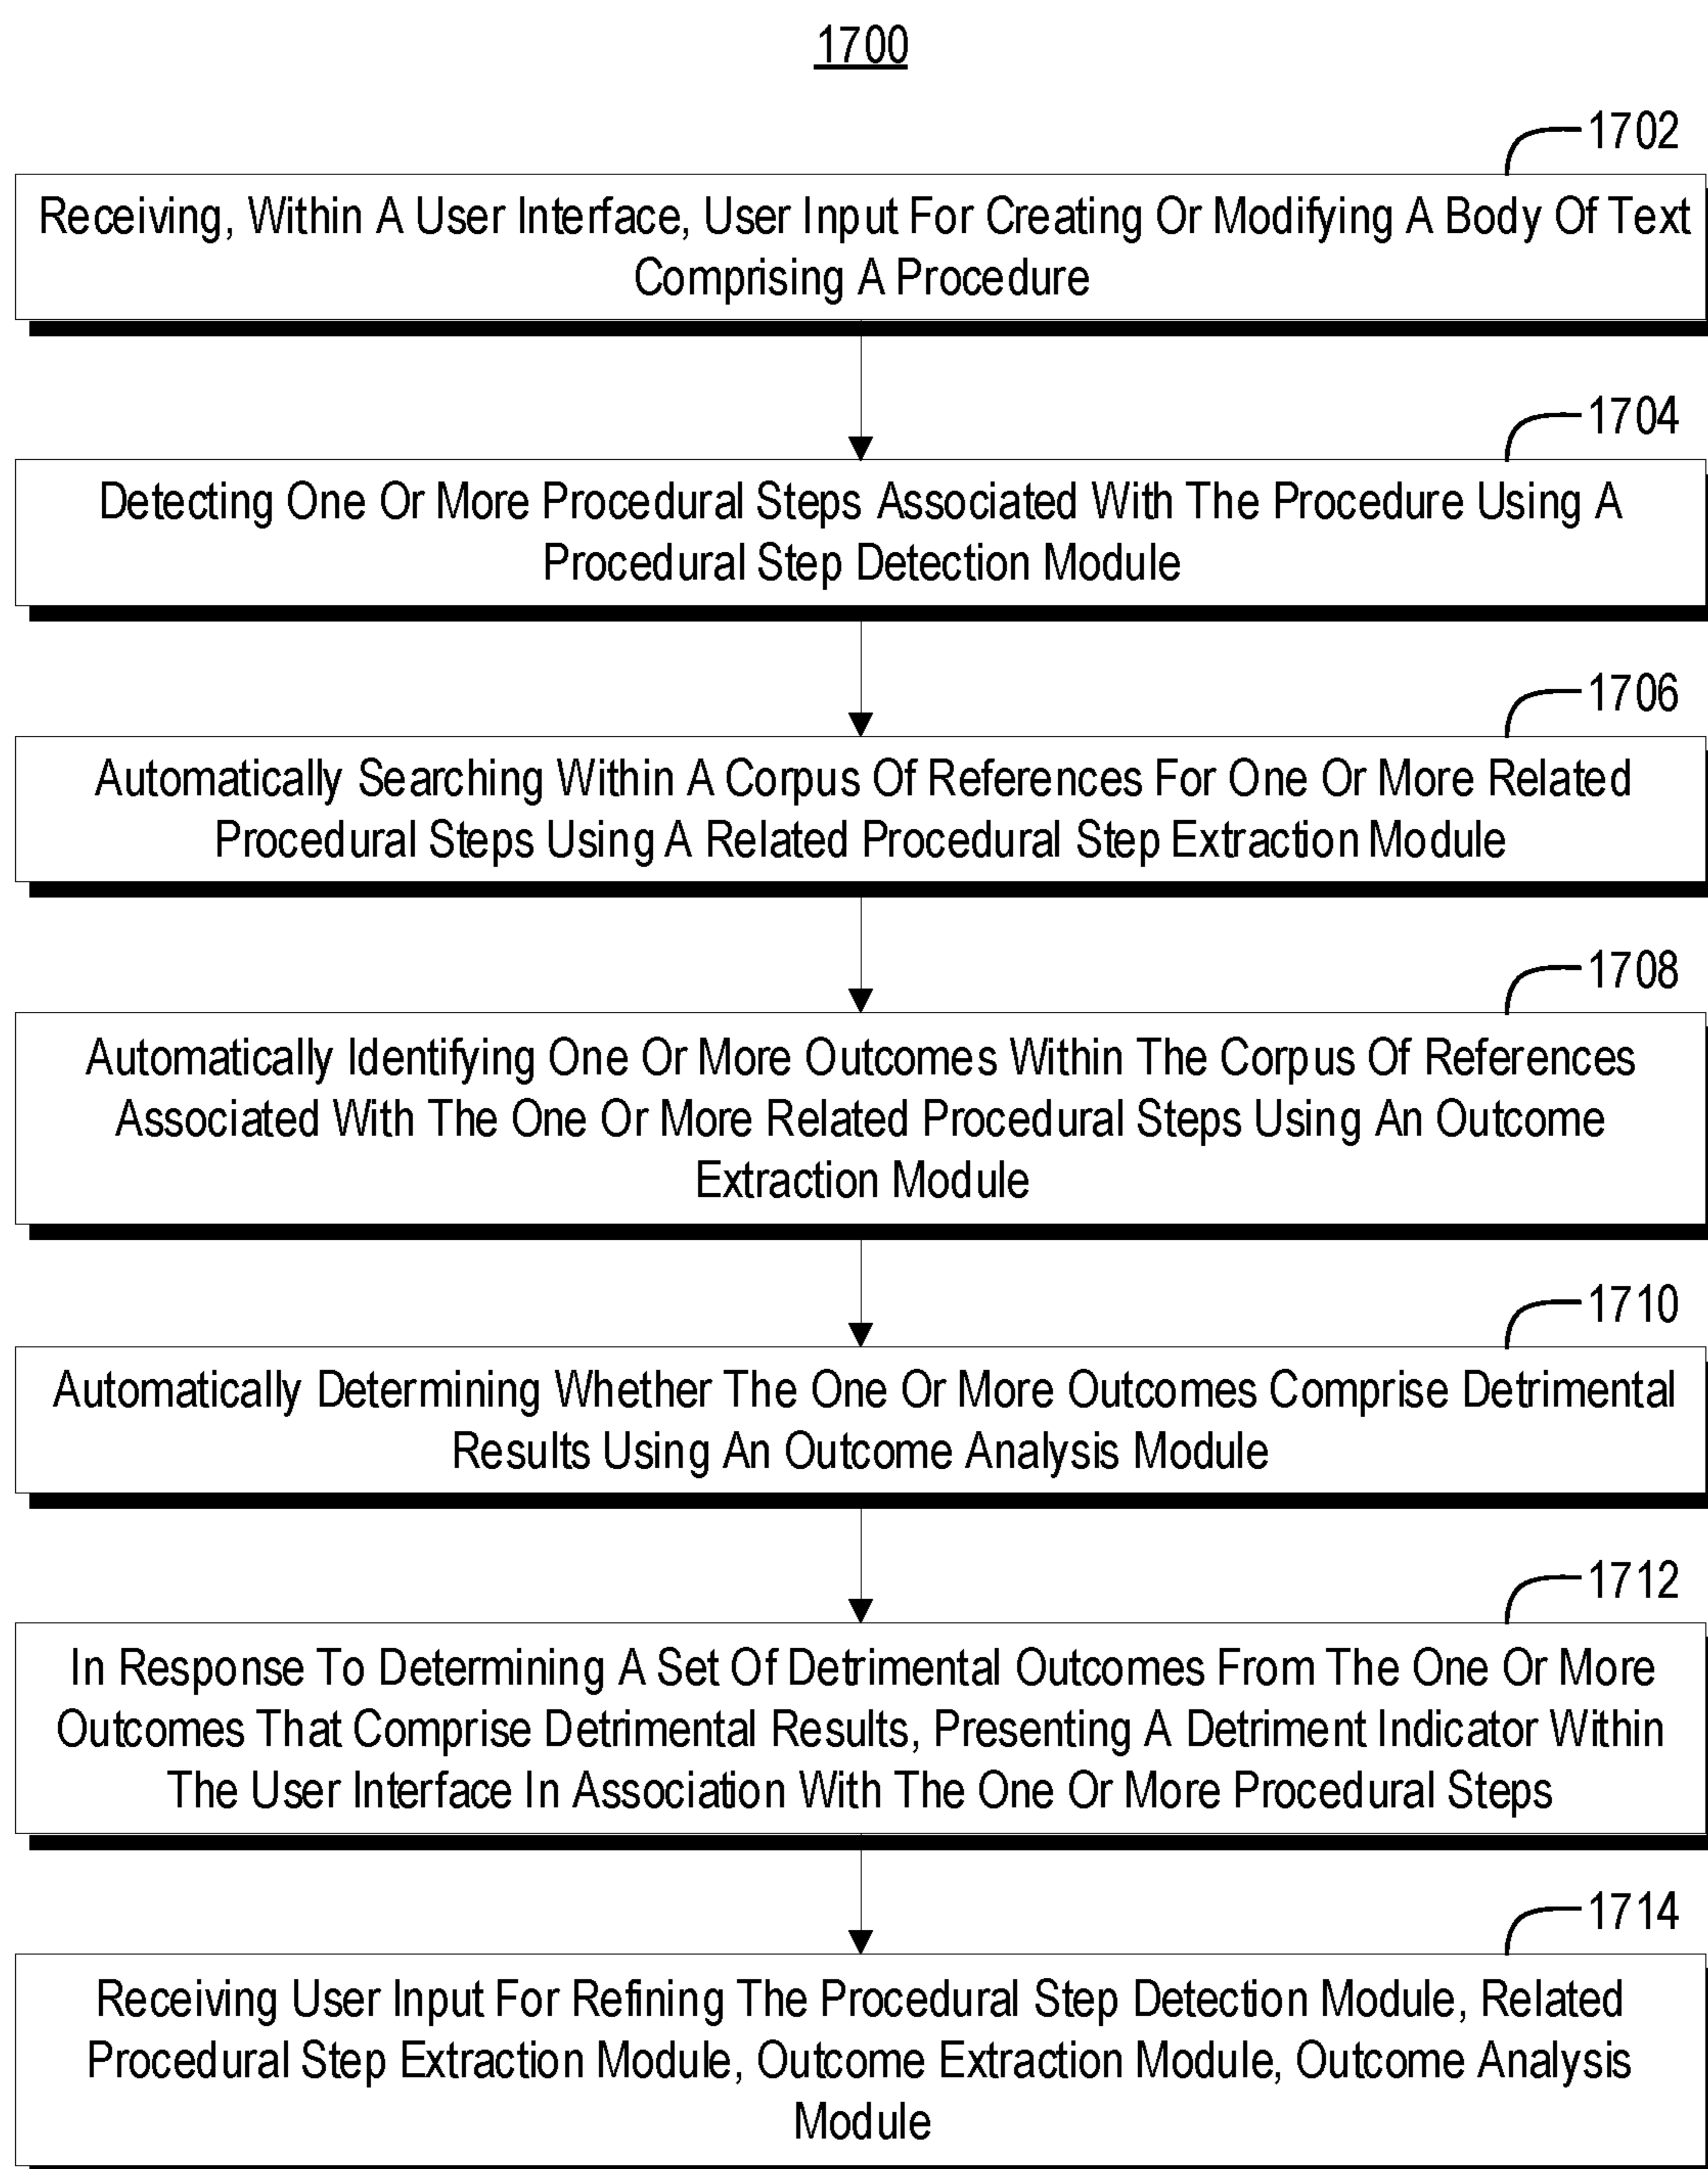 1700
1702
Receiving, Within A User Interface, User Input For Creating Or Modifying A Body Of Text
Comprising A Procedure
1704
Detecting One Or More Procedural Steps Associated With The Procedure Using A
Procedural Step Detection Module
1706
Automatically Searching Within A Corpus Of References For One Or More Related
Procedural Steps Using A Related Procedural Step Extraction Module
1708
Automatically Identifying One Or More Outcomes Within The Corpus Of References
Associated With The One Or More Related Procedural Steps Using An Outcome
Extraction Module
1710
Automatically Determining Whether The One Or More Outcomes Comprise Detrimental
Results Using An Outcome Analysis Module
1712
In Response To Determining A Set Of Detrimental Outcomes From The One Or More
Outcomes That Comprise Detrimental Results, Presenting A Detriment Indicator Within
The User Interface In Association With The One Or More Procedural Steps
1714
Receiving User Input For Refining The Procedural Step Detection Module, Related
Procedural Step Extraction Module, Outcome Extraction Module, Outcome Analysis
Module